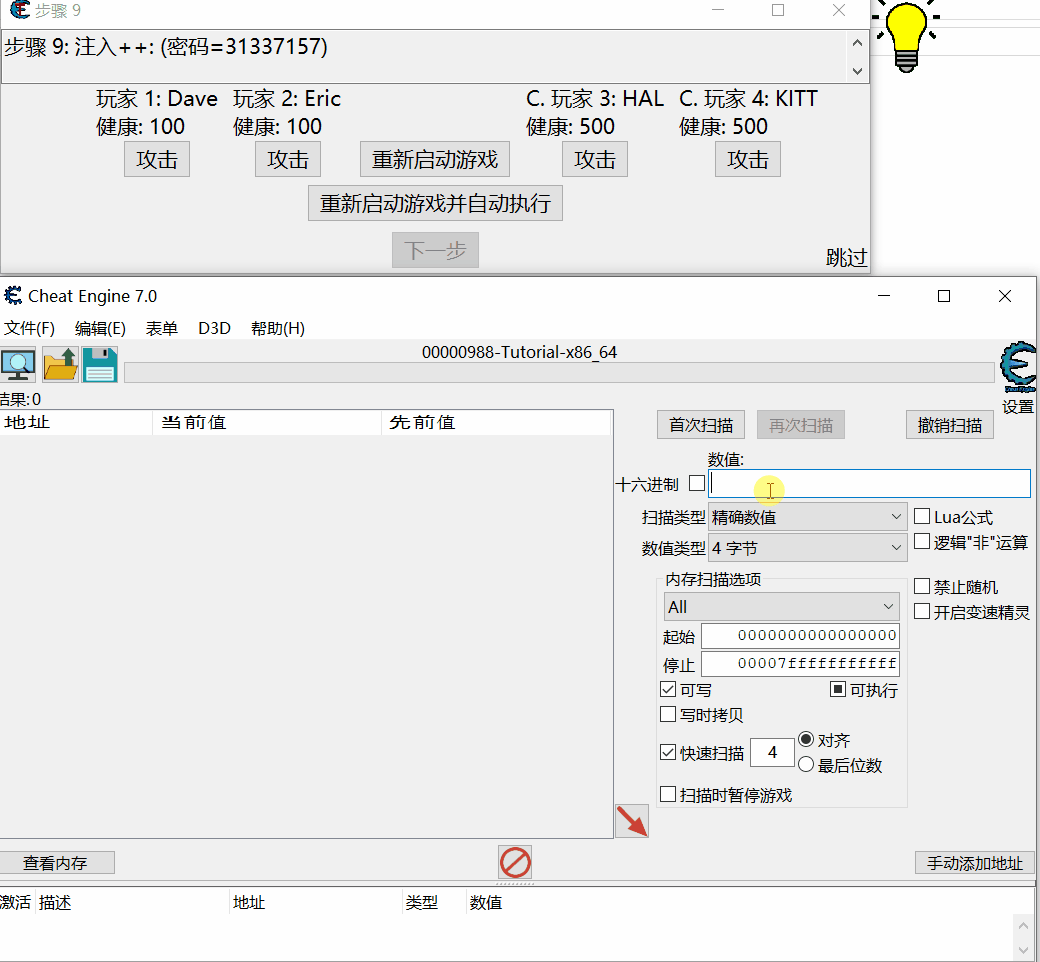 步骤 9
步骤 9: 注入++: (密码=31337157)
玩家 1: Dave 玩家 2: Eric C. 玩家 3: HAL C. 玩家 4: KITT
健康: 100 健康: 100 健康: 500 健康: 500
攻击 攻击 重新启动游戏 攻击 攻击
重新启动游戏并自动执行
下一步
跳过
Cheat Engine 7.0
文件(F) 编辑(E) 表单 D3D 帮助(H)
00000988-Tutorial-x86_64
结果:0
设置
地址 当前值 先前值
首次扫描 再次扫描 撤销扫描
数值:
十六进制
扫描类型 精确数值 Lua公式
数值类型 4 字节 逻辑"非"运算
内存扫描选项
All
禁止随机
开启变速精灵
起始 0000000000000000
停止 00007fffffffffff
可写 可执行
写时拷贝
快速扫描 4 对齐
最后位数
扫描时暂停游戏
查看内存 手动添加地址
激活 描述 地址 类型 数值